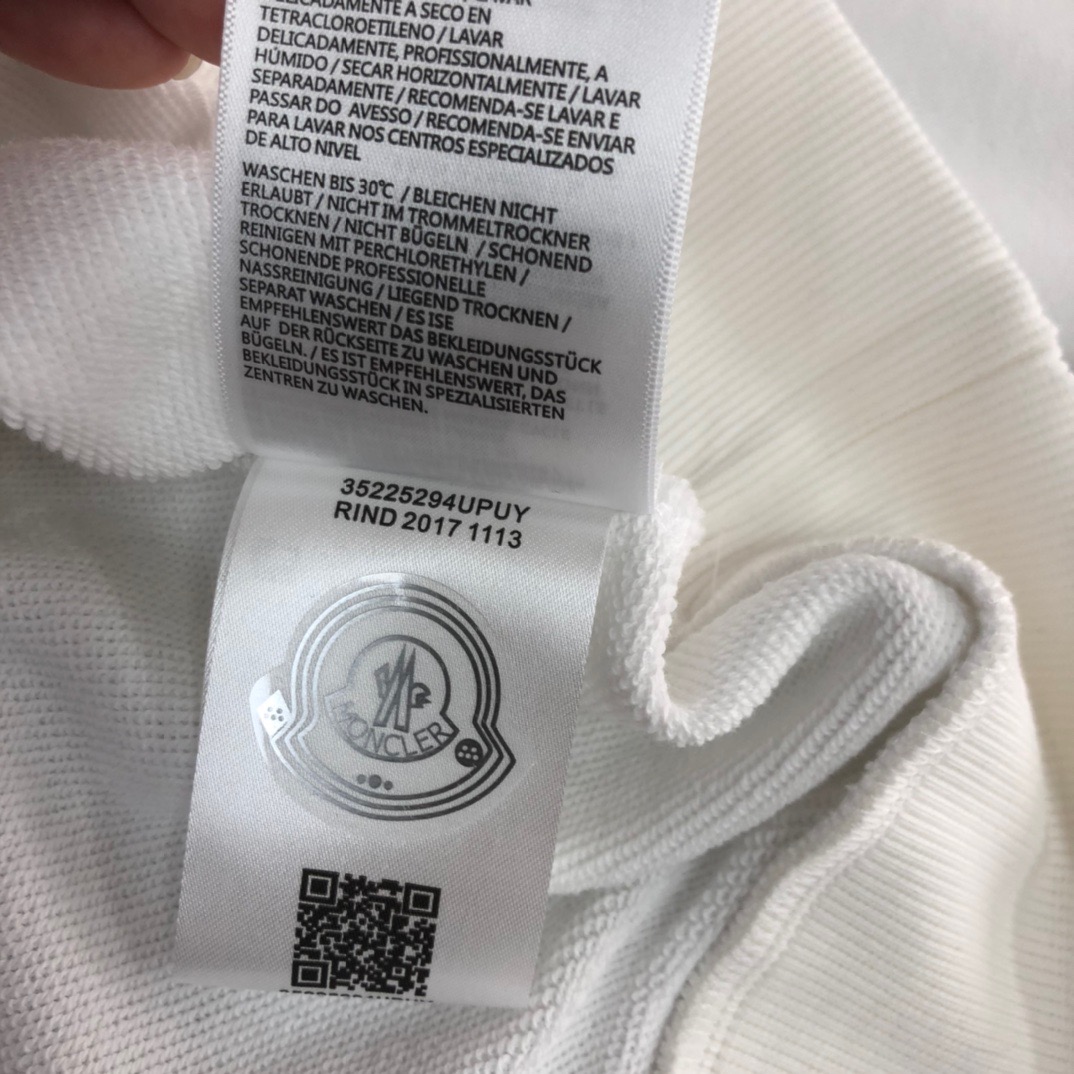 DELICADAMENTE A SECO EN
TETRACLOROETILENO / LAVAR
DELICADAMENTE, PROFISSIONALMENTE, A
HÚMIDO / SECAR HORIZONTALMENTE / LAVAR
SEPARADAMENTE / RECOMENDA-SE LAVAR E
PASSAR DO AVESSO / RECOMENDA-SE ENVIAR
PARA LAVAR NOS CENTROS ESPECIALIZADOS
DE ALTO NIVEL
WASCHEN BIS 30℃ / BLEICHEN NICHT
ERLAUBT / NICHT IM TROMMELTROCKNER
TROCKNEN / NICHT BÜGELN / SCHONEND
REINIGEN MIT PERCHLORETHYLEN /
SCHONENDE PROFESSIONELLE
NASSREINIGUNG / LIEGEND TROCKNEN /
SEPARAT WASCHEN / ES ISE
EMPFEHLENSWERT DAS BEKLEIDUNGSSTÜCK
AUF DER RÜCKSEITE ZU WASCHEN UND
BÜGELN. / ES IST EMPFEHLENSWERT, DAS
BEKLEIDUNGSSTÜCK IN SPEZIALISIERTEN
ZENTREN ZU WASCHEN.
35225294UPUY
RIND 2017 1113
MONCLER